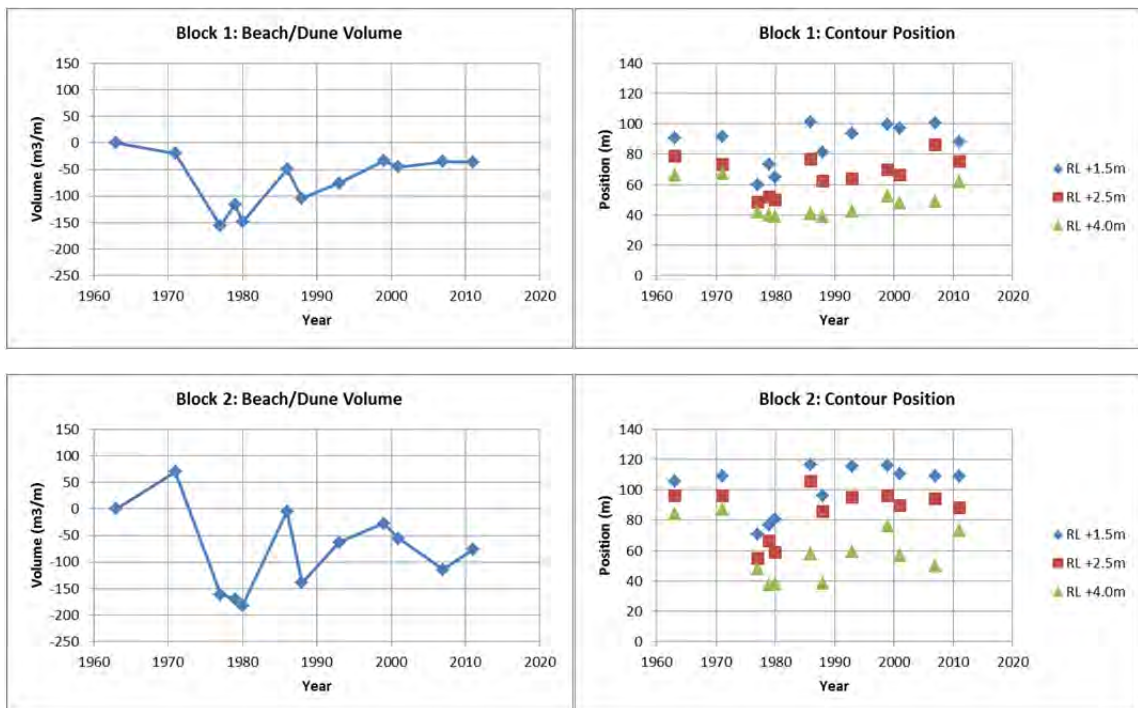 Block 1: Beach/Dune Volume
Volume (m3/m)
150
100
50
0
-50
-100
-150
-200
-250
1960 1970 1980 1990 2000 2010 2020
Year
Block 1: Contour Position
Position (m)
140
120
100
80
60
40
20
0
1960 1970 1980 1990 2000 2010 2020
Year
RL +1.5m
RL +2.5m
RL +4.0m
Block 2: Beach/Dune Volume
Volume (m3/m)
150
100
50
0
-50
-100
-150
-200
-250
1960 1970 1980 1990 2000 2010 2020
Year
Block 2: Contour Position
Position (m)
140
120
100
80
60
40
20
0
1960 1970 1980 1990 2000 2010 2020
Year
RL +1.5m
RL +2.5m
RL +4.0m